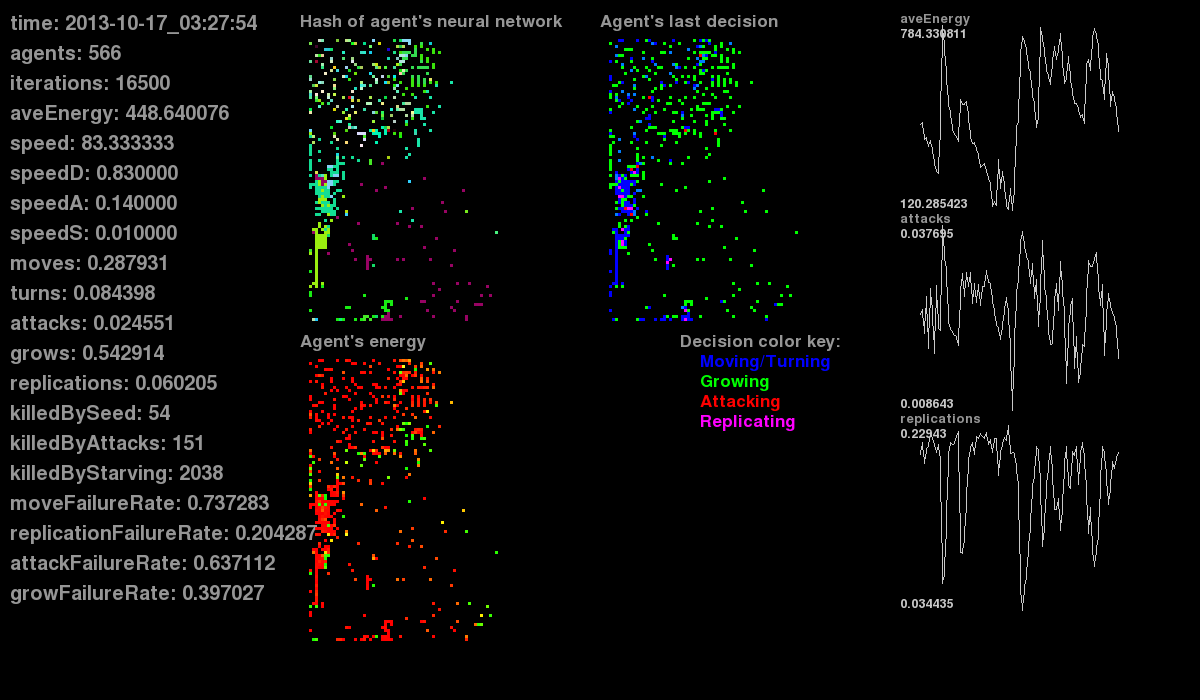 time: 2013-10-17_03:27:54
agents: 566
iterations: 16500
aveEnergy: 448.640076
speed: 83.333333
speedD: 0.830000
speedA: 0.140000
speedS: 0.010000
moves: 0.287931
turns: 0.084398
attacks: 0.024551
grows: 0.542914
replications: 0.060205
killedBySeed: 54
killedByAttacks: 151
killedByStarving: 2038
moveFailureRate: 0.737283
replicationFailureRate: 0.204287
attackFailureRate: 0.637112
growFailureRate: 0.397027
Hash of agent's neural network
Agent's last decision
Agent's energy
Decision color key:
Moving/Turning
Growing
Attacking
Replicating
aveEnergy
784.330811
120.285423
attacks
0.037695
0.008643
replications
0.22943
0.034435